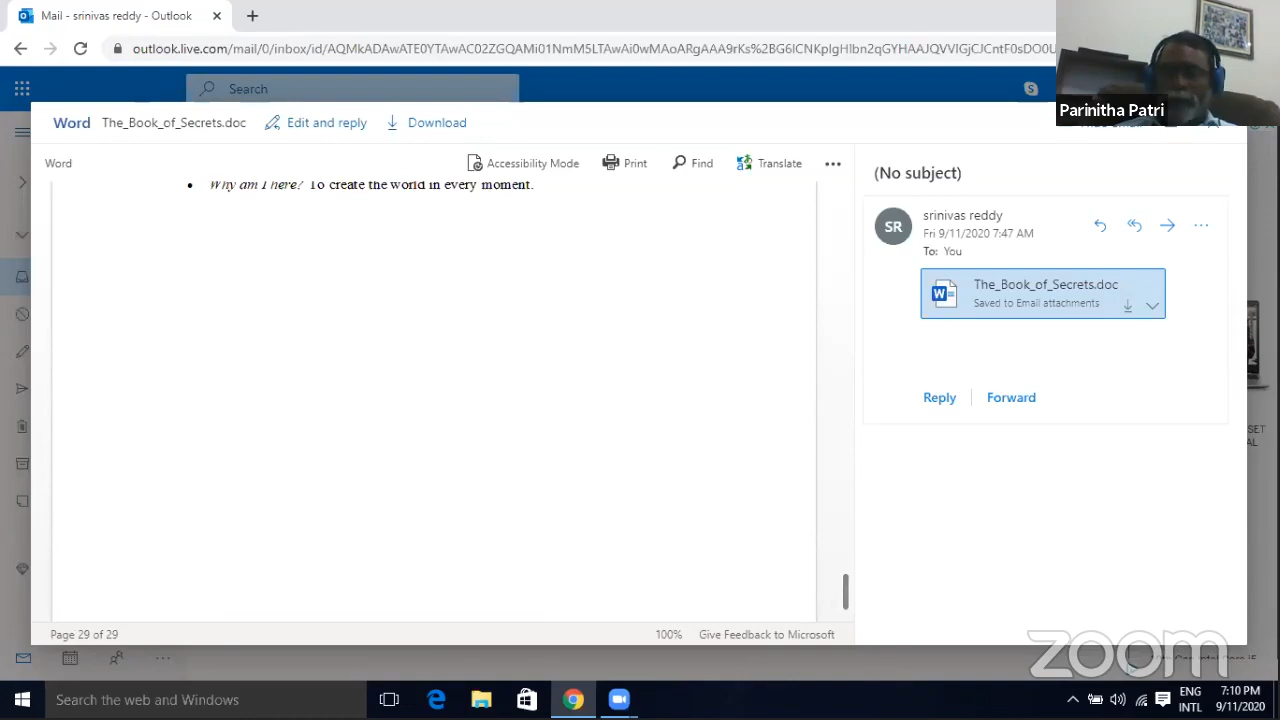 Mail - srinivas reddy - Outlook
outlook.live.com/mail/0/inbox/id/
Search
Parinitha Patri
Word The_Book_of_Secrets.doc Edit and reply Download
Word Accessibility Mode Print Find Translate
Why am I here? To create the world in every moment.
(No subject)
SR
srinivas reddy
Fri 9/11/2020 7:47 AM
To: You
The_Book_of_Secrets.doc
Saved to Email attachments
Reply Forward
Page 29 of 29 100% Give Feedback to Microsoft
zoom
Search the web and Windows
ENG 7:10 PM
INTL 9/11/2020